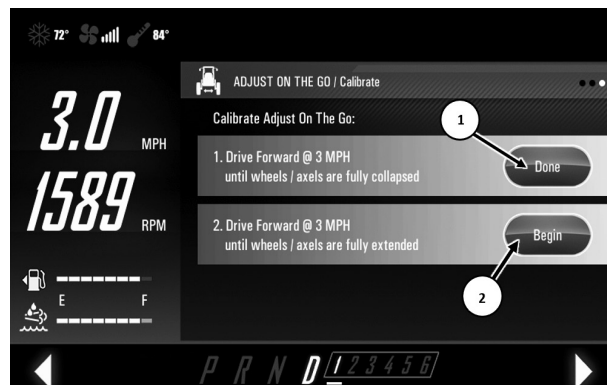 72° 84°
ADJUST ON THE GO / Calibrate
3.0 MPH
1589 RPM
E F
Calibrate Adjust On The Go:
1
1. Drive Forward @ 3 MPH
until wheels / axels are fully collapsed
Done
2. Drive Forward @ 3 MPH
until wheels / axels are fully extended
Begin
2
P R N D 1 2 3 4 5 6